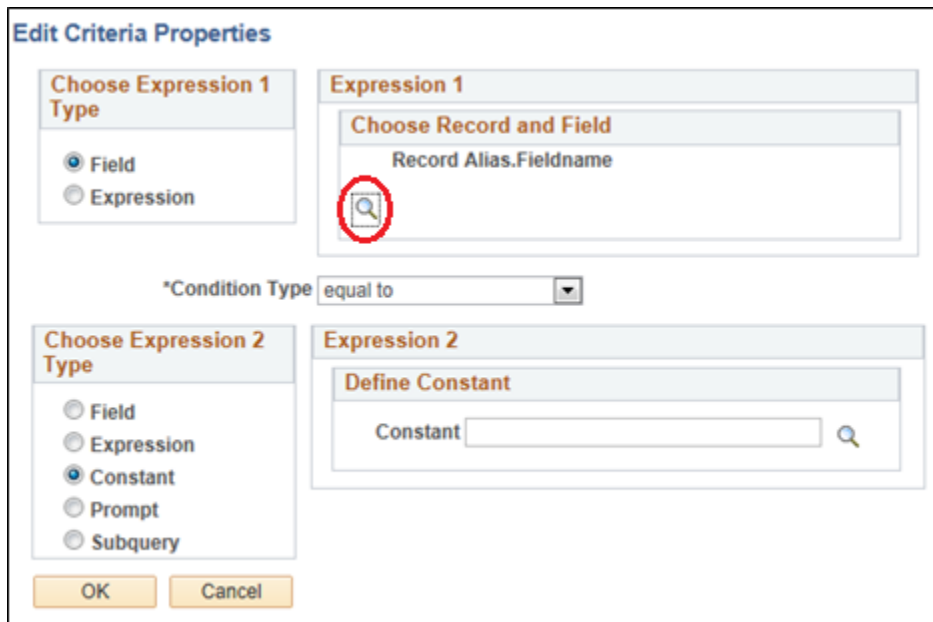 Edit Criteria Properties
Choose Expression 1
Type
Field
Expression
Expression 1
Choose Record and Field
Record Alias.Fieldname
*Condition Type equal to
Choose Expression 2
Type
Field
Expression
Constant
Prompt
Subquery
Expression 2
Define Constant
Constant
OK Cancel